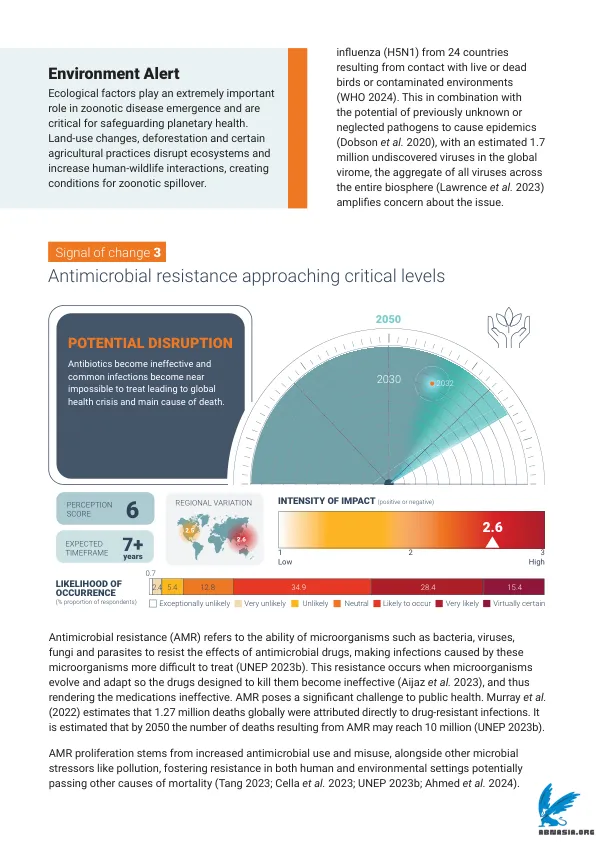 Environment Alert
Ecological factors play an extremely important
role in zoonotic disease emergence and are
critical for safeguarding planetary health.
Land-use changes, deforestation and certain
agricultural practices disrupt ecosystems and
increase human-wildlife interactions, creating
conditions for zoonotic spillover.
influenza (H5N1) from 24 countries
resulting from contact with live or dead
birds or contaminated environments
(WHO 2024). This in combination with
the potential of previously unknown or
neglected pathogens to cause epidemics
(Dobson et al. 2020), with an estimated 1.7
million undiscovered viruses in the global
virome, the aggregate of all viruses across
the entire biosphere (Lawrence et al. 2023)
amplifies concern about the issue.
Signal of change 3
Antimicrobial resistance approaching critical levels
POTENTIAL DISRUPTION
Antibiotics become ineffective and
common infections become near
impossible to treat leading to global
health crisis and main cause of death.
2050
2030
2032
PERCEPTION
SCORE
6
EXPECTED
TIMEFRAME
7+
years
REGIONAL VARIATION
2.6
INTENSITY OF IMPACT (positive or negative)
2.6
1
2
3
Low
High
LIKELIHOOD OF
OCCURRENCE
(% proportion of respondents)
0.7
2.4
5.4
12.8
34.9
28.4
15.4
Exceptionally unlikely
Very unlikely
Unlikely
Neutral
Likely to occur
Very likely
Virtually certain
Antimicrobial resistance (AMR) refers to the ability of microorganisms such as bacteria, viruses,
fungi and parasites to resist the effects of antimicrobial drugs, making infections caused by these
microorganisms more difficult to treat (UNEP 2023b). This resistance occurs when microorganisms
evolve and adapt so the drugs designed to kill them become ineffective (Aijaz et al. 2023), and thus
rendering the medications ineffective. AMR poses a significant challenge to public health. Murray et al.
(2022) estimates that 1.27 million deaths globally were attributed directly to drug-resistant infections. It
is estimated that by 2050 the number of deaths resulting from AMR may reach 10 million (UNEP 2023b).
AMR proliferation stems from increased antimicrobial use and misuse, alongside other microbial
stressors like pollution, fostering resistance in both human and environmental settings potentially
passing other causes of mortality (Tang 2023; Cella et al. 2023; UNEP 2023b; Ahmed et al. 2024).
ADNASIA.ORG